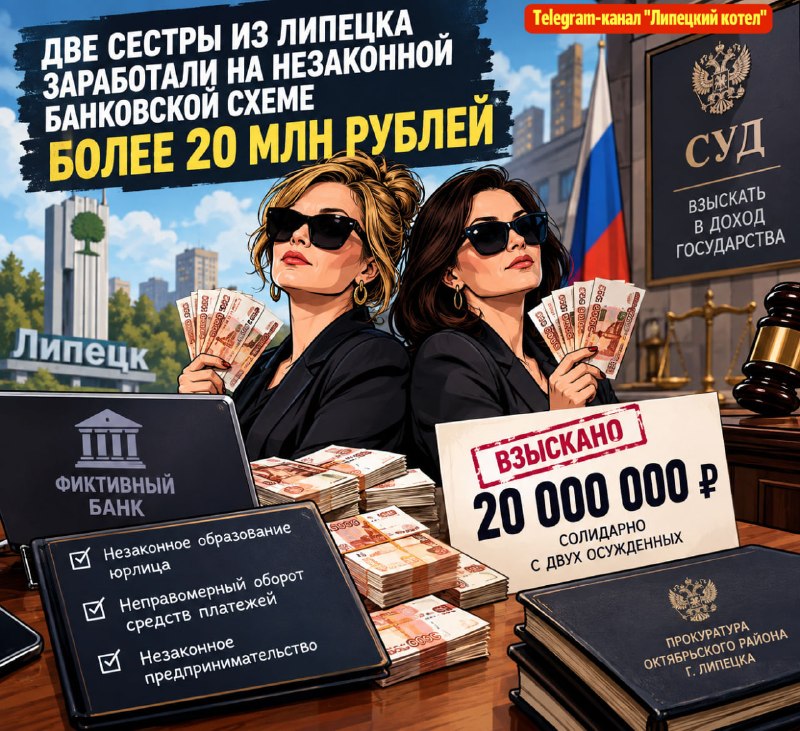 Telegram-канал "Липецкий котел"
ДВЕ СЕСТРЫ ИЗ ЛИПЕЦКА
ЗАРАБОТАЛИ НА НЕЗАКОННОЙ
БАНКОВСКОЙ СХЕМЕ
БОЛЕЕ 20 МЛН РУБЛЕЙ
СУД
ВЗЫСКАТЬ
В ДОХОД
ГОСУДАРСТВА
Липецк
ФИКТИВНЫЙ
БАНК
Незаконное образование
юрлица
Неправомерный оборот
средств платежей
Незаконное
предпринимательство
ВЗЫСКАНО
20 000 000 ₽
СОЛИДАРНО
С ДВУХ ОСУЖДЕННЫХ
ПРОКУРАТУРА
ОКТЯБРЬСКОГО РАЙОНА
Г. ЛИПЕЦКА